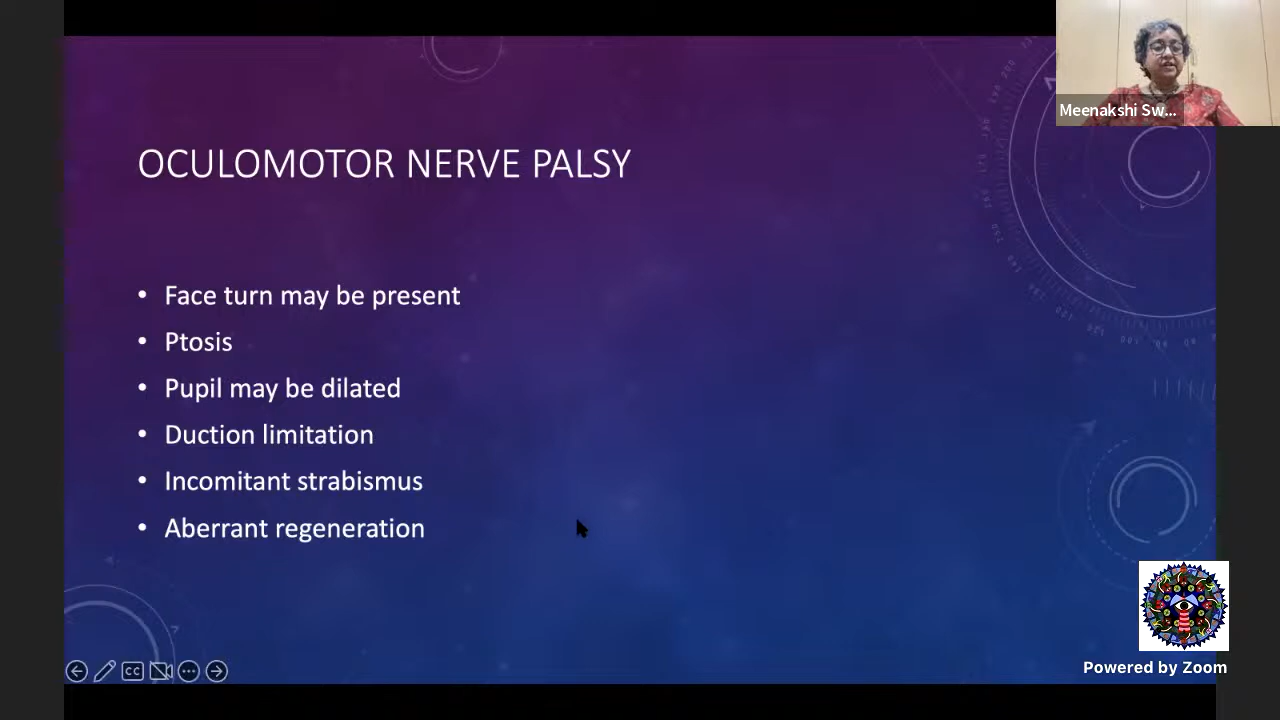 Meenakshi Sw...
OCULOMOTOR NERVE PALSY
• Face turn may be present
• Ptosis
• Pupil may be dilated
• Duction limitation
• Incomitant strabismus
• Aberrant regeneration
CC
Powered by Zoom